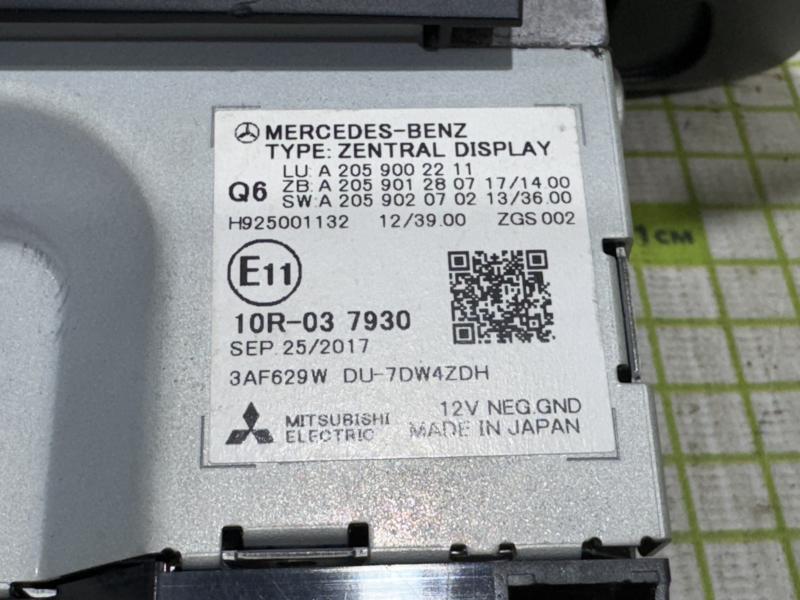 MERCEDES-BENZ
TYPE: ZENTRAL DISPLAY
LU: A 205 900 22 11
Q6 ZB: A 205 901 28 07 17/14 00
SW: A 205 902 07 02 13/36.00
H925001132 12/39.00 ZGS 002
E11
10R-03 7930
SEP. 25/2017
3AF629W DU-7DW4ZDH
12V NEG.GND
MITSUBISHI
ELECTRIC
MADE IN JAPAN
1 CM